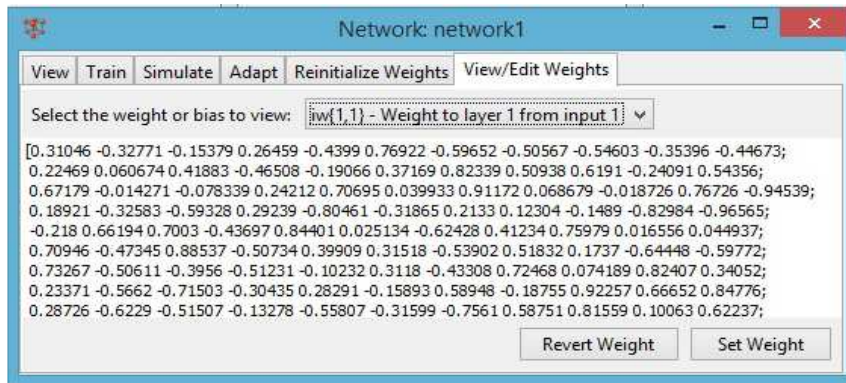 Network: network1
View Train Simulate Adapt Reinitialize Weights View/Edit Weights
Select the weight or bias to view: iw{1,1} - Weight to layer 1 from input 1
[0.31046 -0.32771 -0.15379 0.26459 -0.4399 0.76922 -0.59652 -0.50567 -0.54603 -0.35396 -0.44673;
0.22469 0.060674 0.41883 -0.46508 -0.19066 0.37169 0.82339 0.50938 0.6191 -0.24091 0.54356;
0.67179 -0.014271 -0.078339 0.24212 0.70695 0.039933 0.91172 0.068679 -0.018726 0.76726 -0.94539;
0.18921 -0.32583 -0.59328 0.29239 -0.80461 -0.31865 0.2133 0.12304 -0.1489 -0.82984 -0.96565;
-0.218 0.66194 0.7003 -0.43697 0.84401 0.025134 -0.62428 0.41234 0.75979 0.016556 0.044937;
0.70946 -0.47345 0.88537 -0.50734 0.39909 0.31518 -0.53902 0.51832 0.1737 -0.64448 -0.59772;
0.73267 -0.50611 -0.3956 -0.51231 -0.10232 0.3118 -0.43308 0.72468 0.074189 0.82407 0.34052;
0.23371 -0.5662 -0.71503 -0.30435 0.28291 -0.15893 0.58948 -0.18755 0.92257 0.66652 0.84776;
0.28726 -0.6229 -0.51507 -0.13278 -0.55807 -0.31599 -0.7561 0.58751 0.81559 0.10063 0.62237;
Revert Weight Set Weight